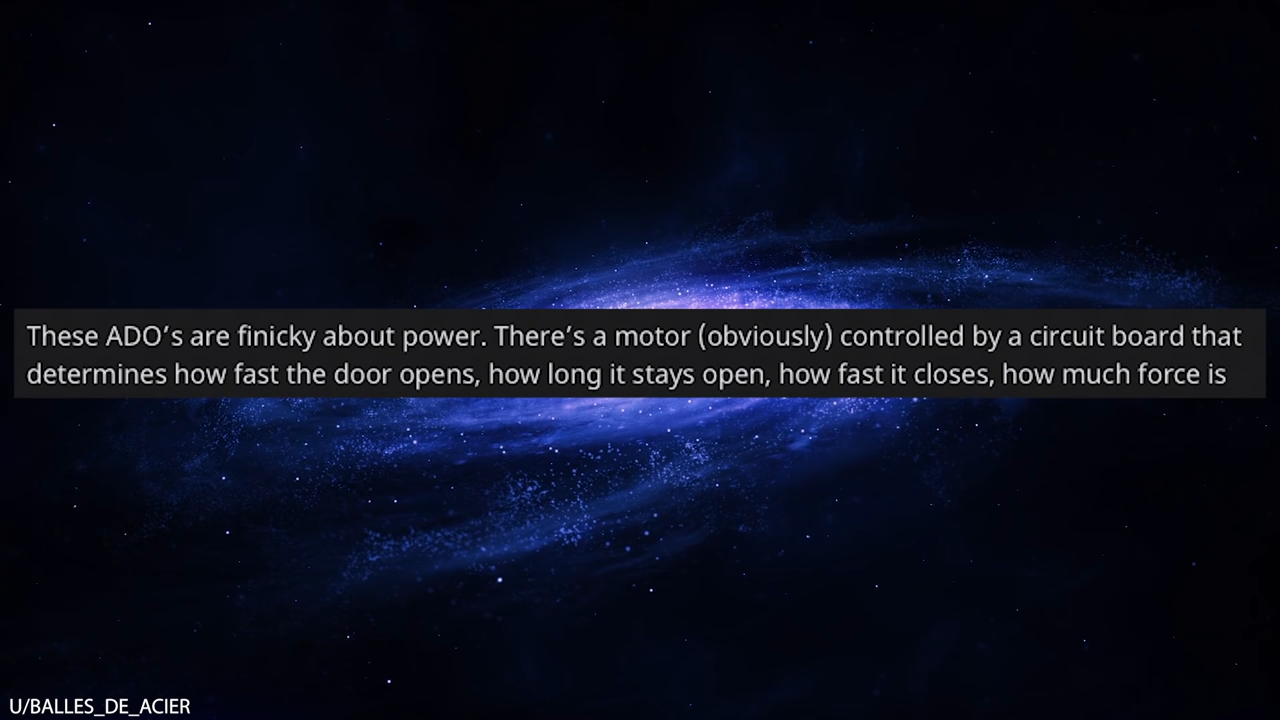 These ADO’s are finicky about power. There’s a motor (obviously) controlled by a circuit board that
determines how fast the door opens, how long it stays open, how fast it closes, how much force is
U/BALLES_DE_ACIER